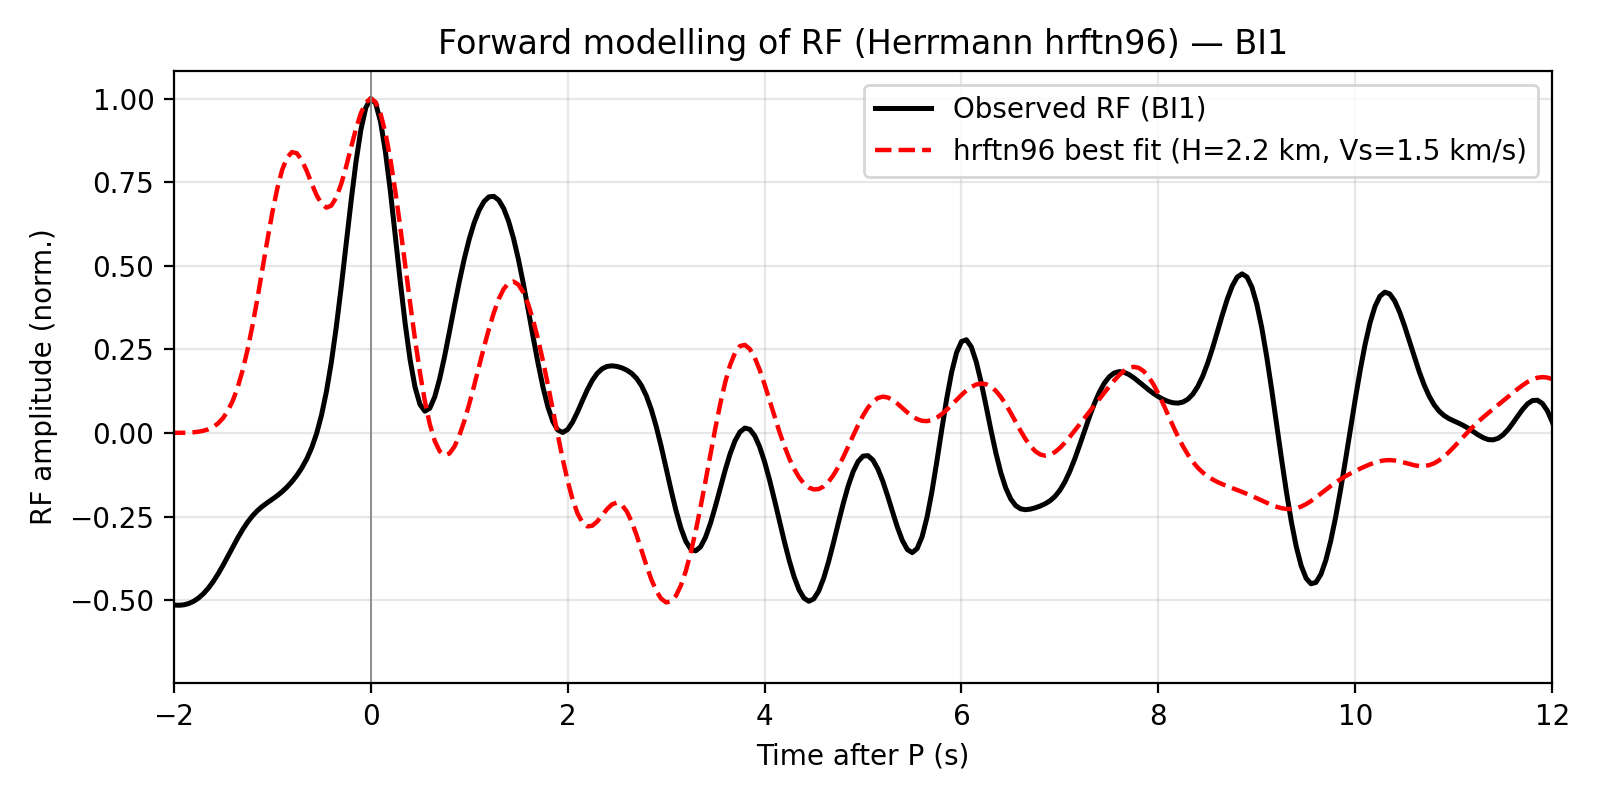 Forward modelling of RF (Herrmann hrftn96) — BI1
Observed RF (BI1)
hrftn96 best fit (H=2.2 km, Vs=1.5 km/s)
RF amplitude (norm.)
1.00
0.75
0.50
0.25
0.00
−0.25
−0.50
−2 0 2 4 6 8 10 12
Time after P (s)